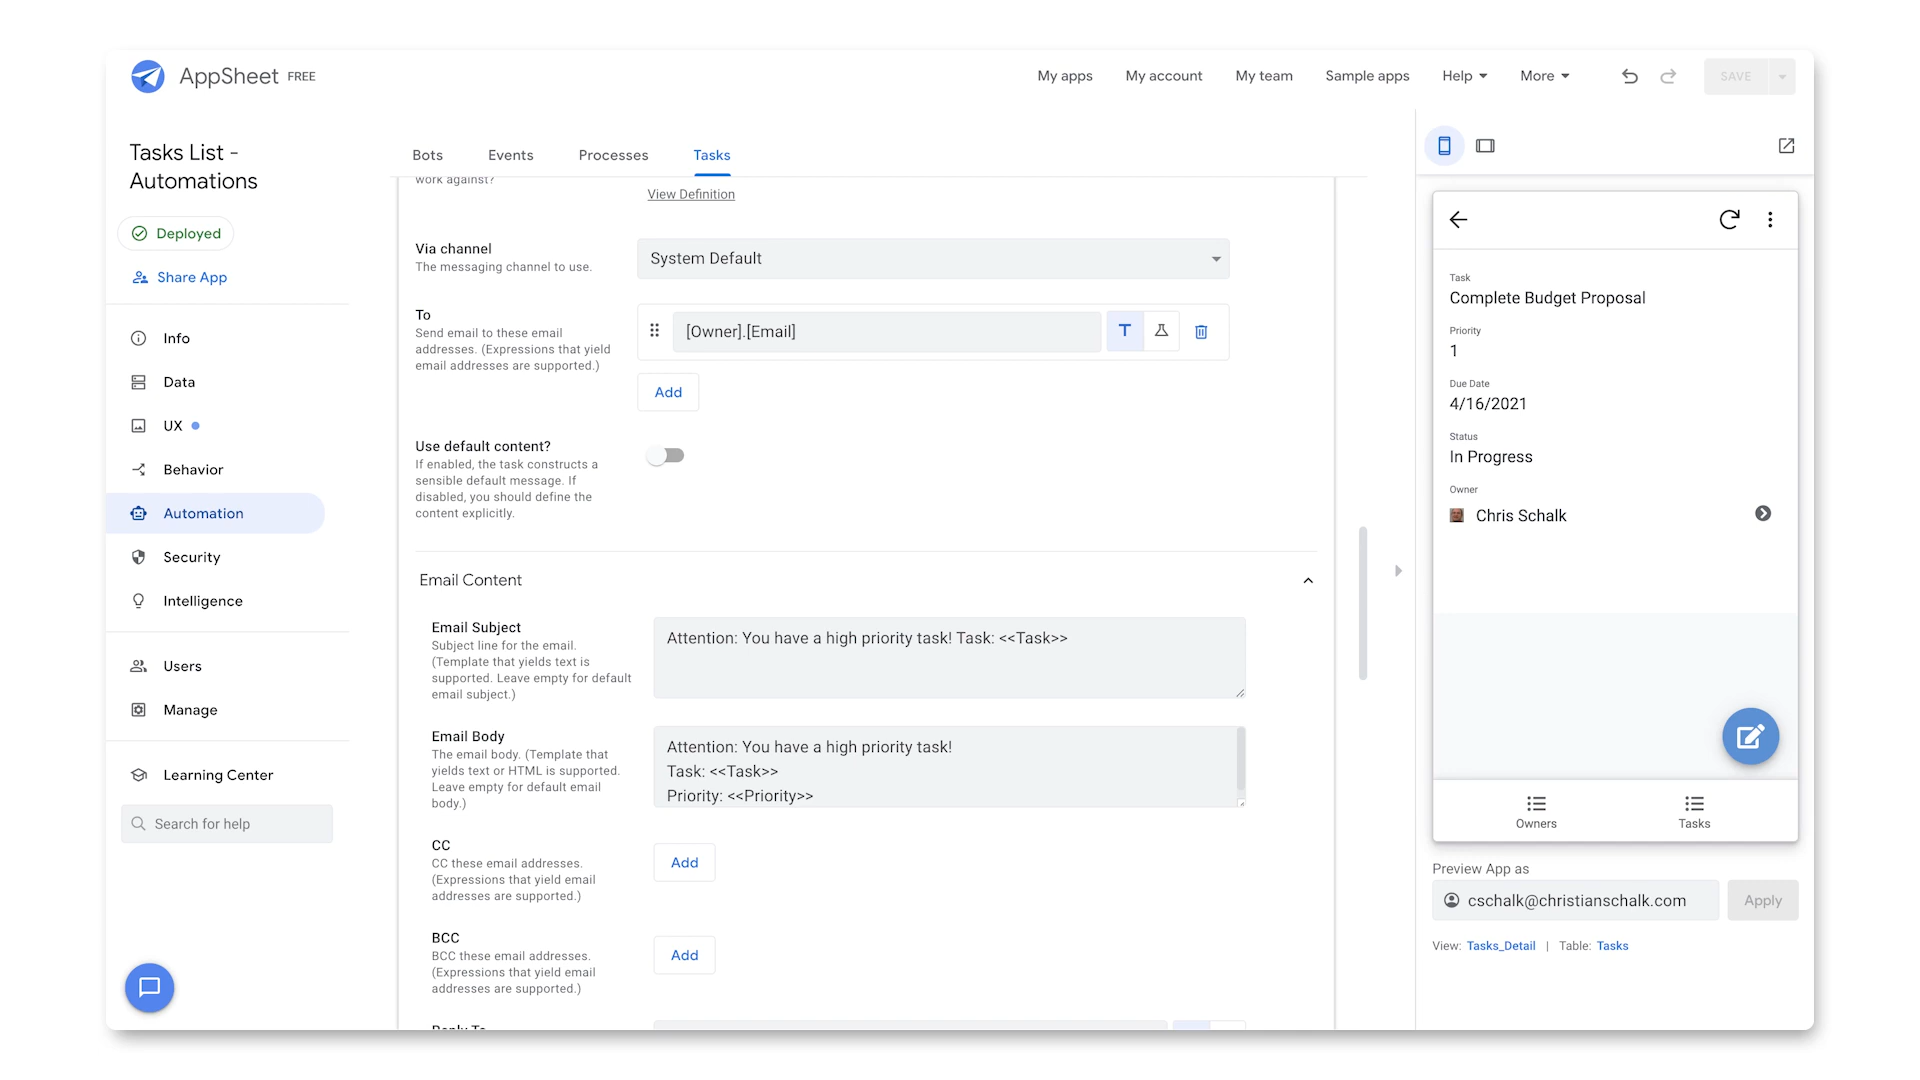 AppSheet FREE
My apps
My account
My team
Sample apps
Help
More
SAVE
Tasks List -
Automations
Deployed
Share App
Info
Data
UX
Behavior
Automation
Security
Intelligence
Users
Manage
Learning Center
Search for help
Bots
Events
Processes
Tasks
work against?
View Definition
Via channel
The messaging channel to use.
System Default
To
Send email to these email
addresses. (Expressions that yield
email addresses are supported.)
[Owner].[Email]
T
Add
Use default content?
If enabled, the task constructs a
sensible default message. If
disabled, you should define the
content explicitly.
Email Content
Email Subject
Subject line for the email.
(Template that yields text is
supported. Leave empty for default
email subject.)
Attention: You have a high priority task! Task: <<Task>>
Email Body
The email body. (Template that
yields text or HTML is supported.
Leave empty for default email
body.)
Attention: You have a high priority task!
Task: <<Task>>
Priority: <<Priority>>
CC
CC these email addresses.
(Expressions that yield email
addresses are supported.)
Add
BCC
BCC these email addresses.
(Expressions that yield email
addresses are supported.)
Add
Reply To
Task
Complete Budget Proposal
Priority
1
Due Date
4/16/2021
Status
In Progress
Owner
Chris Schalk
Owners
Tasks
Preview App as
cschalk@christianschalk.com
Apply
View: Tasks_Detail | Table: Tasks